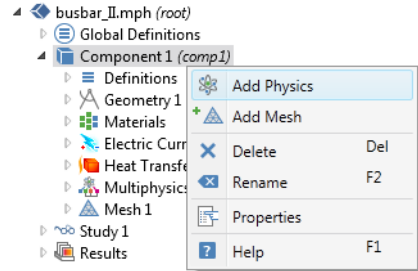 busbar_II.mph (root)
Global Definitions
Component 1 (comp1)
Definitions
Geometry 1
Materials
Electric Curr
Heat Transfe
Multiphysics
Mesh 1
Study 1
Results
Add Physics
Add Mesh
Delete Del
Rename F2
Properties
Help F1